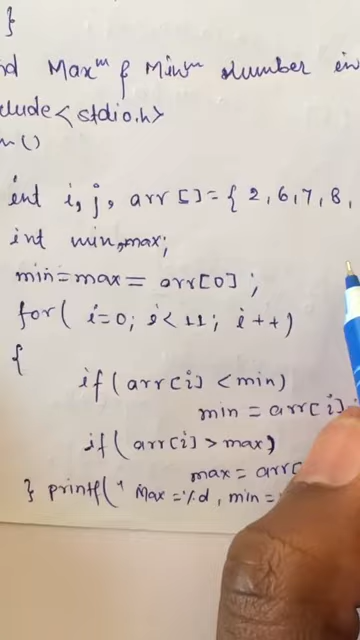 }
nd Maxᵐ & Minᵐ number in
clude<stdio.h>
n()
int i, j, arr []={ 2, 6, 7, 8,
int min,max;
min=max= arr[0] ;
for( i=0; i< 11; i++)
{
if(arr[i] <min)
min = arr[i]
if( arr[i] > max)
max = arr[
} printf(" Max =%d , min =